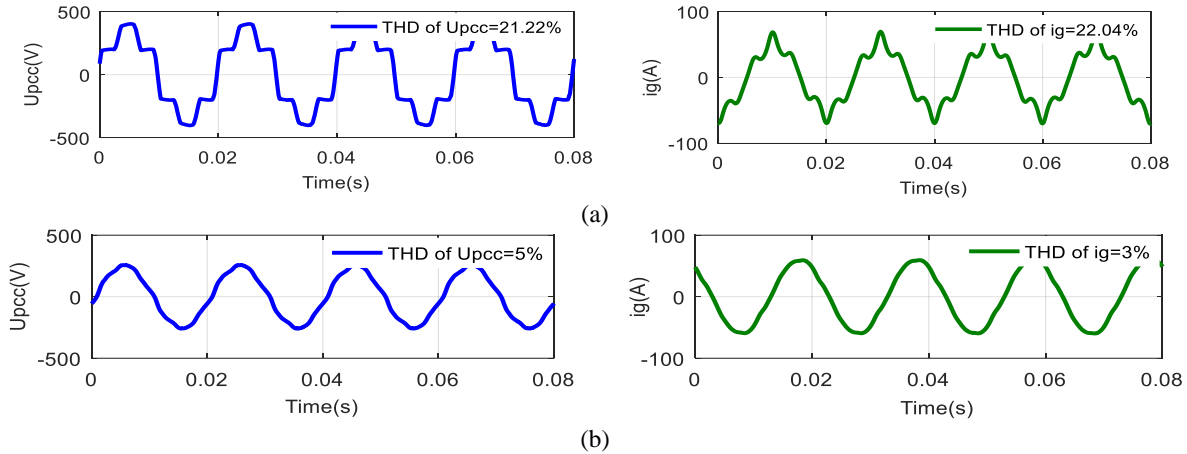 500
0
-500
Upcc(V)
THD of Upcc=21.22%
0
0.02
0.04
0.06
0.08
Time(s)
100
0
-100
ig(A)
THD of ig=22.04%
0
0.02
0.04
0.06
0.08
Time(s)
(a)
500
0
-500
Upcc(V)
THD of Upcc=5%
0
0.02
0.04
0.06
0.08
Time(s)
100
0
-100
ig(A)
THD of ig=3%
0
0.02
0.04
0.06
0.08
Time(s)
(b)